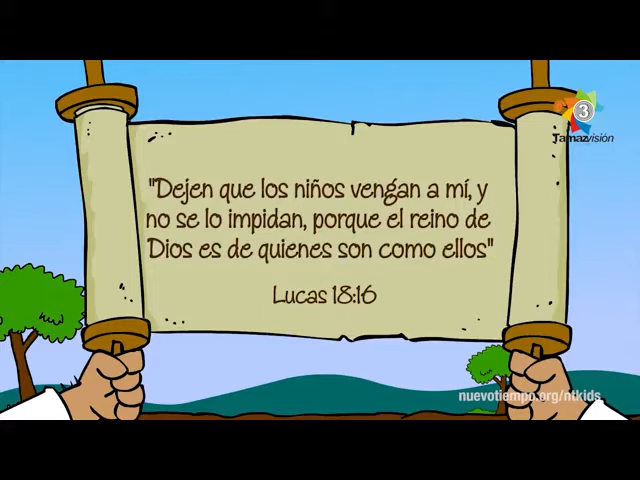 3
Tamazvisión
"Dejen que los niños vengan a mí, y
no se lo impidan, porque el reino de
Dios es de quienes son como ellos"
Lucas 18:16
nuevotiempo.org/ntkids